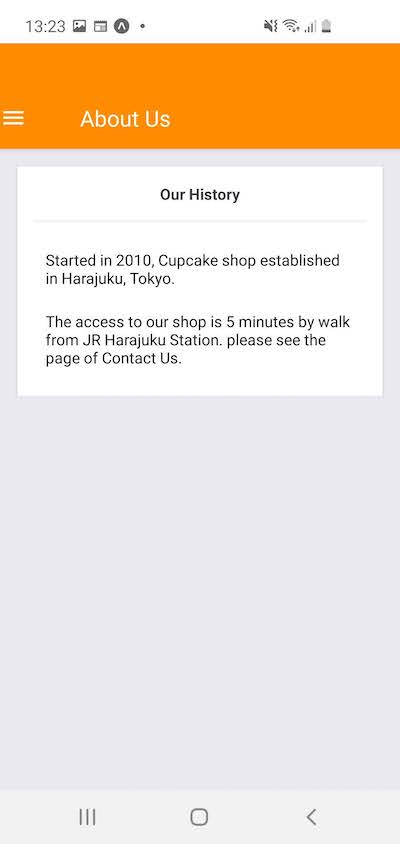 13:23
About Us
Our History
Started in 2010, Cupcake shop established
in Harajuku, Tokyo.
The access to our shop is 5 minutes by walk
from JR Harajuku Station. please see the
page of Contact Us.